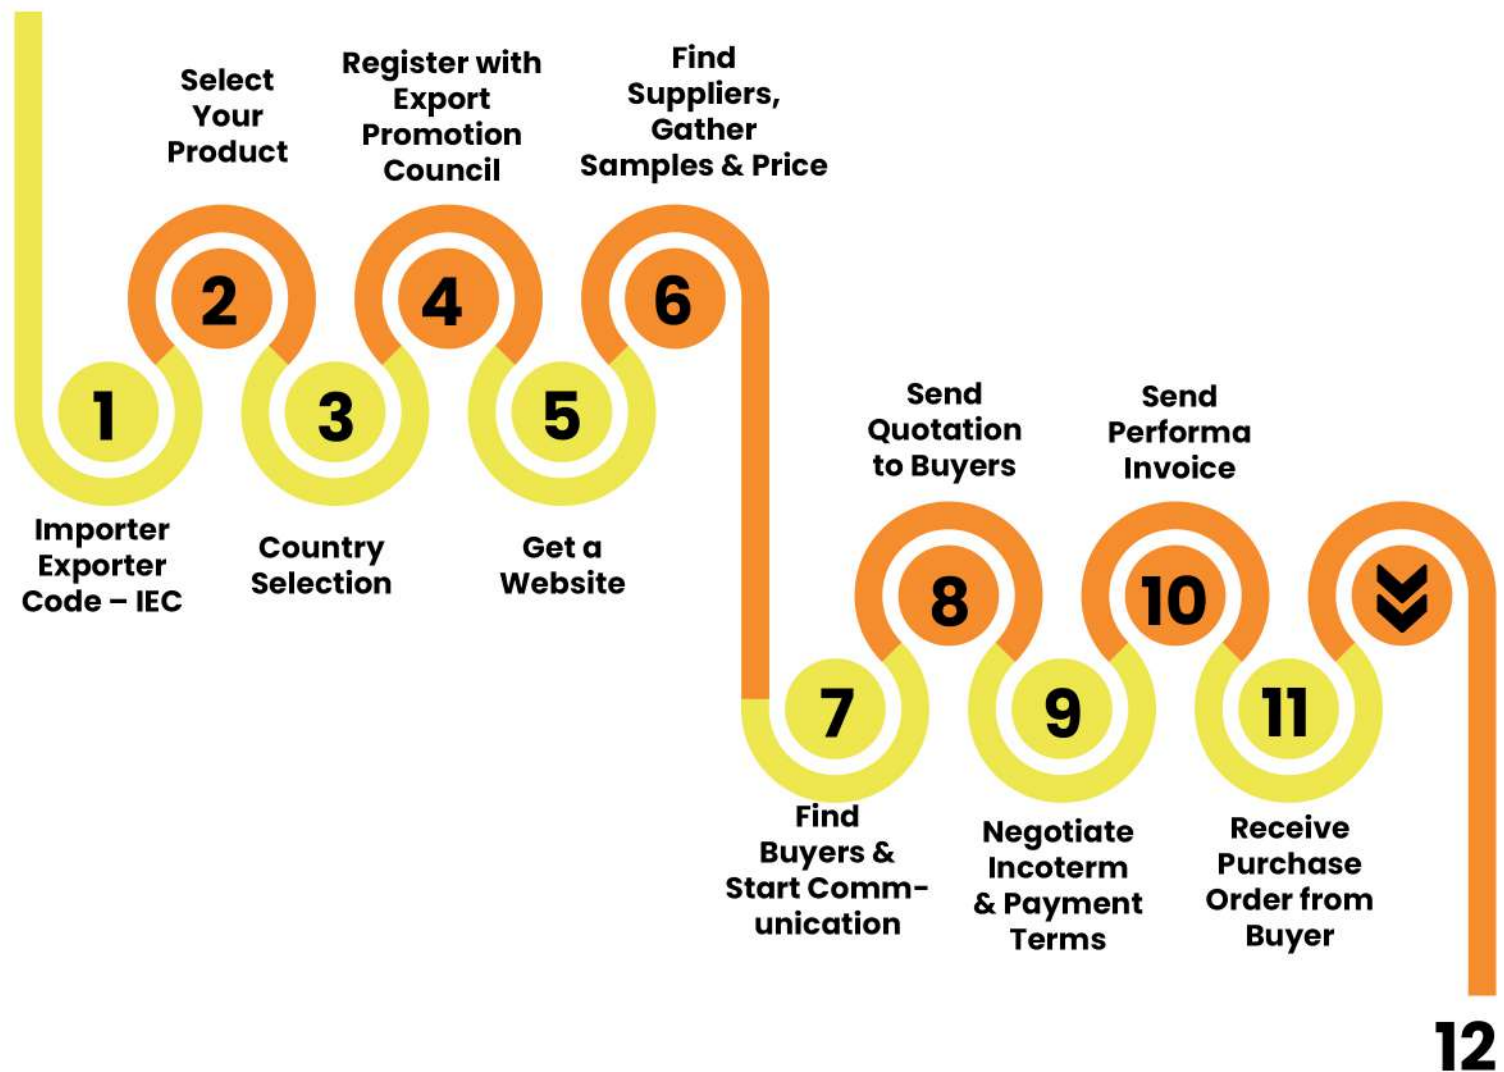 1
Importer
Exporter
Code – IEC
2
Select
Your
Product
3
Country
Selection
4
Register with
Export
Promotion
Council
5
Get a
Website
6
Find
Suppliers,
Gather
Samples & Price
7
Find
Buyers &
Start Comm-
unication
8
Send
Quotation
to Buyers
9
Negotiate
Incoterm
& Payment
Terms
10
Send
Performa
Invoice
11
Receive
Purchase
Order from
Buyer
12